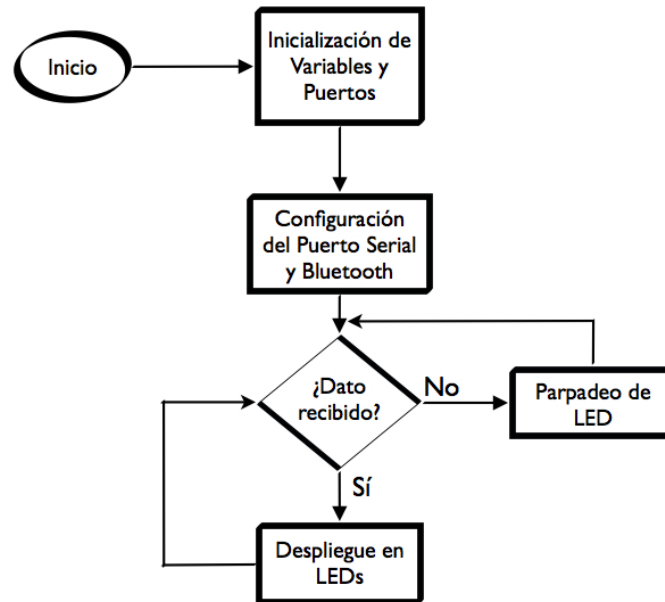 Inicio
Inicialización de
Variables y
Puertos
Configuración
del Puerto Serial
y Bluetooth
¿Dato
recibido?
No
Parpadeo de
LED
Sí
Despliegue en
LEDs